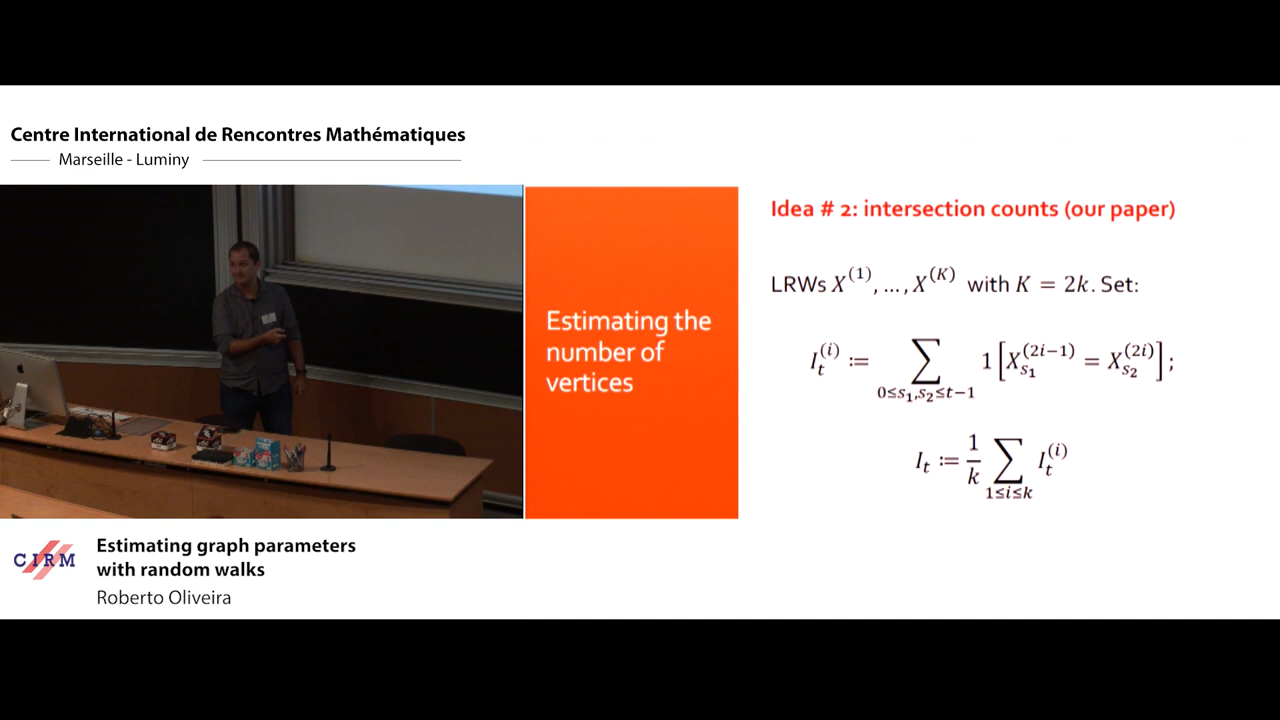 Centre International de Rencontres Mathématiques
Marseille - Luminy
Estimating the
number of
vertices
Idea # 2: intersection counts (our paper)
LRWs X^{(1)}, …, X^{(K)} with K = 2k. Set:
I_t^{(i)} ≔ ∑_{0≤s_1,s_2≤t−1} 1[X_{s_1}^{(2i−1)} = X_{s_2}^{(2i)}];
I_t ≔ \frac{1}{k} ∑_{1≤i≤k} I_t^{(i)}
CIRM
Estimating graph parameters
with random walks
Roberto Oliveira